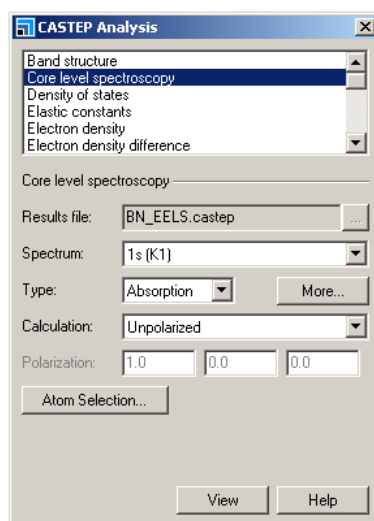 CASTEP Analysis
Band structure
Core level spectroscopy
Density of states
Elastic constants
Electron density
Electron density difference
Core level spectroscopy
Results file: BN_EELS.castep ...
Spectrum: 1s (K1)
Type: Absorption More...
Calculation: Unpolarized
Polarization: 1.0 0.0 0.0
Atom Selection...
View Help